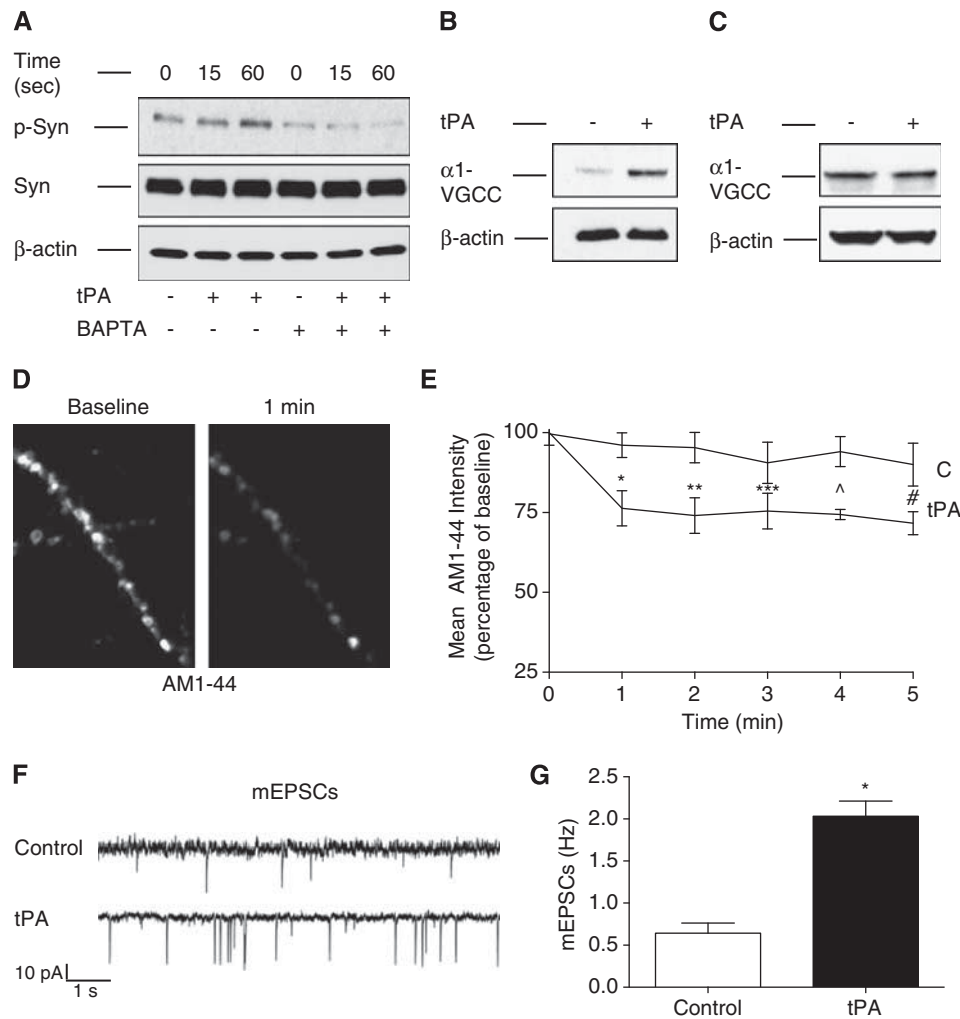 A
Time
(sec)
0 15 60 0 15 60
p-Syn
Syn
β-actin
tPA - + + - + +
BAPTA - - - + + +
B
tPA - +
α1-
VGCC
β-actin
C
tPA - +
α1-
VGCC
β-actin
D
Baseline 1 min
AM1-44
E
Mean AM1-44 Intensity
(percentage of baseline)
100
75
50
25
* ** *** ^ #
C
tPA
0 1 2 3 4 5
Time (min)
F
mEPSCs
Control
tPA
10 pA
1 s
G
mEPSCs (Hz)
2.5
2.0
1.5
1.0
0.5
0.0
*
Control tPA